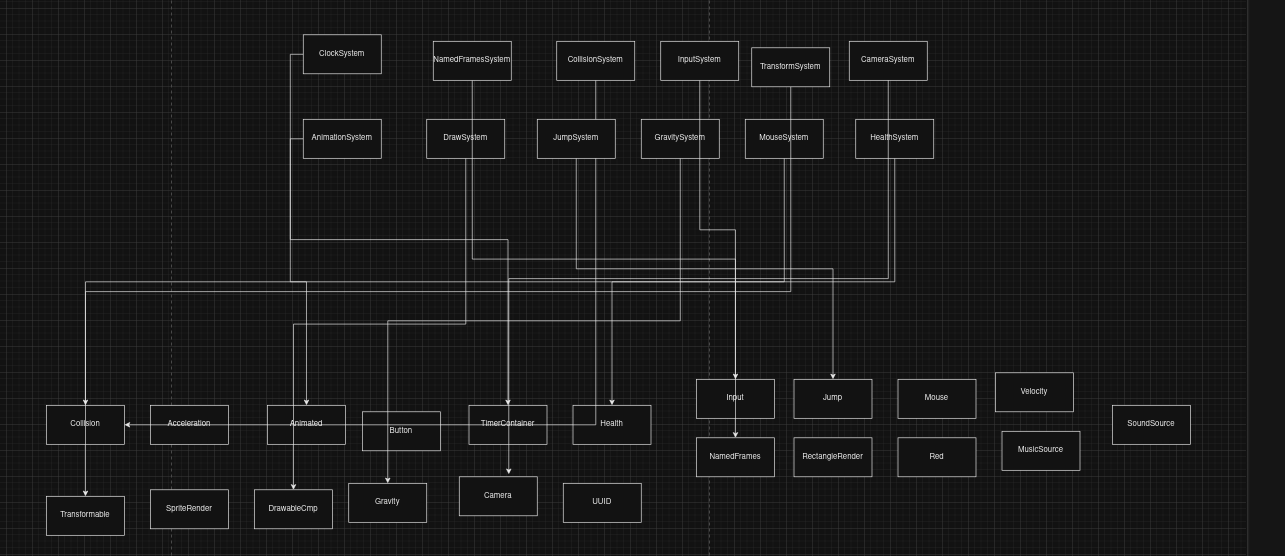 ClockSystem
NamedFramesSystem
CollisionSystem
InputSystem
TransformSystem
CameraSystem
AnimationSystem
DrawSystem
JumpSystem
GravitySystem
MouseSystem
HealthSystem
Collision
Acceleration
Animated
Button
TimerContainer
Health
Input
Jump
Mouse
Velocity
SoundSource
NamedFrames
RectangleRender
Red
MusicSource
Transformable
SpriteRender
DrawableCmp
Gravity
Camera
UUID